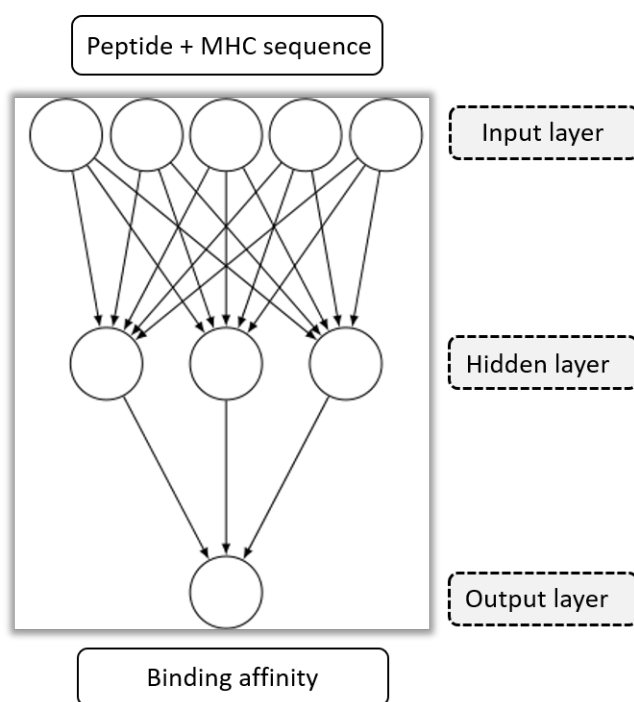 Peptide + MHC sequence
Input layer
Hidden layer
Output layer
Binding affinity